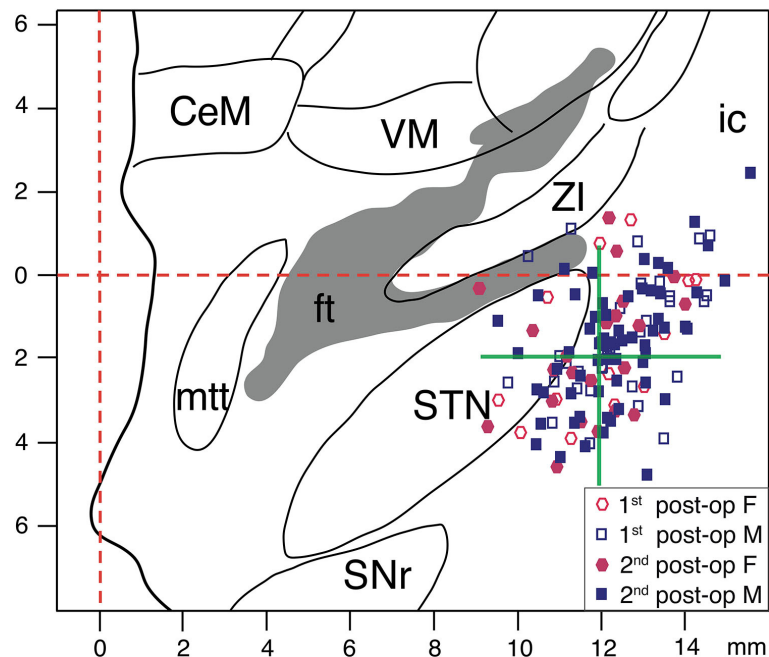 6
4
CeM
VM
ic
2
ZI
0
ft
2
mtt
STN
4
1st post-op F
1st post-op M
6
2nd post-op F
SNr
2nd post-op M
0 2 4 6 8 10 12 14 mm